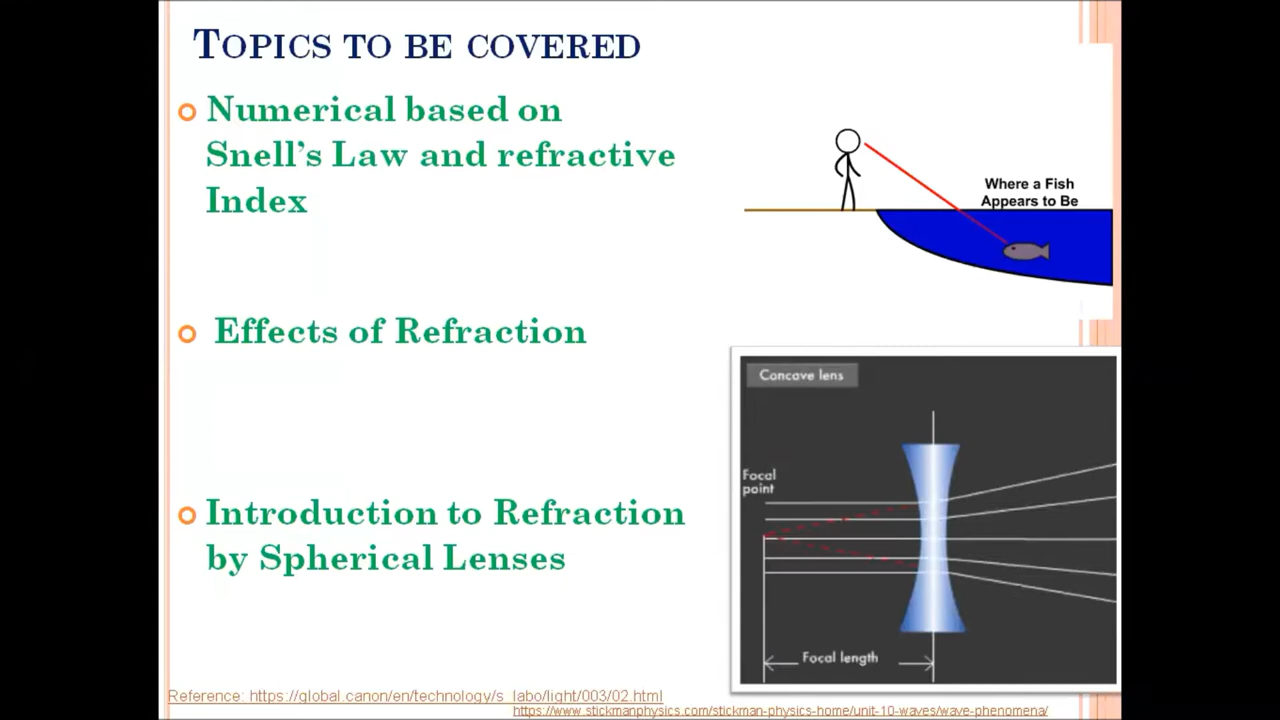 TOPICS TO BE COVERED
Numerical based on
Snell's Law and refractive
Index
Where a Fish
Appears to Be
Effects of Refraction
Concave lens
Focal
point
Introduction to Refraction
by Spherical Lenses
Focal length
Reference: https://global.canon/en/technology/s_labo/light/003/02.html
https://www.stickmanphysics.com/stickman-physics-home/unit-10-waves/wave-phenomena/